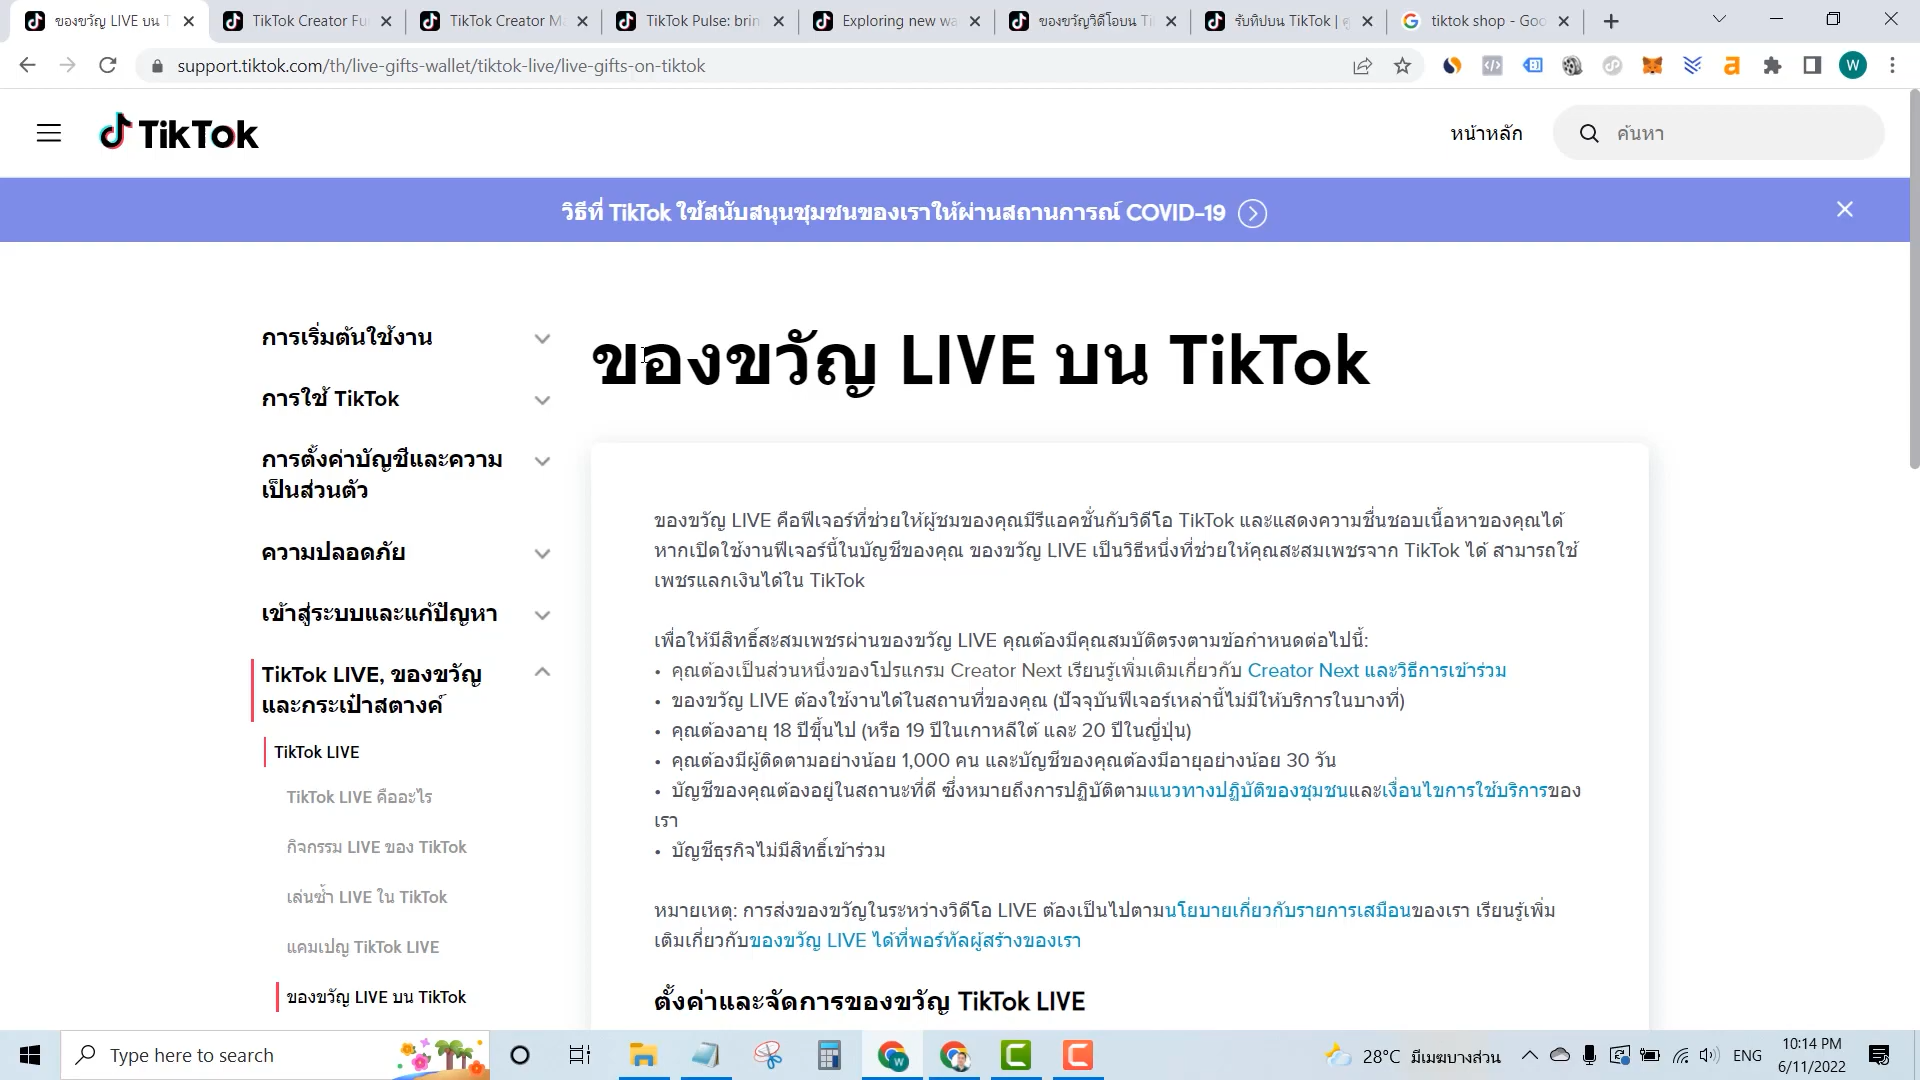 ของขวัญ LIVE บน T
TikTok Creator Fu
TikTok Creator M
TikTok Pulse: brin
Exploring new wa
ของขวัญวิดีโอบน Ti
รับทิปบน TikTok | ศู
tiktok shop - Goo
support.tiktok.com/th/live-gifts-wallet/tiktok-live/live-gifts-on-tiktok
W
TikTok
หน้าหลัก
ค้นหา
วิธีที่ TikTok ใช้สนับสนุนชุมชนของเราให้ผ่านสถานการณ์ COVID-19
การเริ่มต้นใช้งาน
การใช้ TikTok
การตั้งค่าบัญชีและความ
เป็นส่วนตัว
ความปลอดภัย
เข้าสู่ระบบและแก้ปัญหา
TikTok LIVE, ของขวัญ
และกระเป๋าสตางค์
TikTok LIVE
TikTok LIVE คืออะไร
กิจกรรม LIVE ของ TikTok
เล่นซ้ำ LIVE ใน TikTok
แคมเปญ TikTok LIVE
ของขวัญ LIVE บน TikTok
ของขวัญ LIVE บน TikTok
ของขวัญ LIVE คือฟีเจอร์ที่ช่วยให้ผู้ชมของคุณมีรีแอคชั่นกับวิดีโอ TikTok และแสดงความชื่นชอบเนื้อหาของคุณได้
หากเปิดใช้งานฟีเจอร์นี้ในบัญชีของคุณ ของขวัญ LIVE เป็นวิธีหนึ่งที่ช่วยให้คุณสะสมเพชรจาก TikTok ได้ สามารถใช้
เพชรแลกเงินได้ใน TikTok
เพื่อให้มีสิทธิ์สะสมเพชรผ่านของขวัญ LIVE คุณต้องมีคุณสมบัติตรงตามข้อกำหนดต่อไปนี้:
• คุณต้องเป็นส่วนหนึ่งของโปรแกรม Creator Next เรียนรู้เพิ่มเติมเกี่ยวกับ Creator Next และวิธีการเข้าร่วม
• ของขวัญ LIVE ต้องใช้งานได้ในสถานที่ของคุณ (ปัจจุบันฟีเจอร์เหล่านี้ไม่มีให้บริการในบางที่)
• คุณต้องอายุ 18 ปีขึ้นไป (หรือ 19 ปีในเกาหลีใต้ และ 20 ปีในญี่ปุ่น)
• คุณต้องมีผู้ติดตามอย่างน้อย 1,000 คน และบัญชีของคุณต้องมีอายุอย่างน้อย 30 วัน
• บัญชีของคุณต้องอยู่ในสถานะที่ดี ซึ่งหมายถึงการปฏิบัติตามแนวทางปฏิบัติของชุมชนและเงื่อนไขการใช้บริการของ
เรา
• บัญชีธุรกิจไม่มีสิทธิ์เข้าร่วม
หมายเหตุ: การส่งของขวัญในระหว่างวิดีโอ LIVE ต้องเป็นไปตามนโยบายเกี่ยวกับรายการเสมือนของเรา เรียนรู้เพิ่ม
เติมเกี่ยวกับของขวัญ LIVE ได้ที่พอร์ทัลผู้สร้างของเรา
ตั้งค่าและจัดการของขวัญ TikTok LIVE
Type here to search
28°C มีเมฆบางส่วน
ENG
10:14 PM
6/11/2022